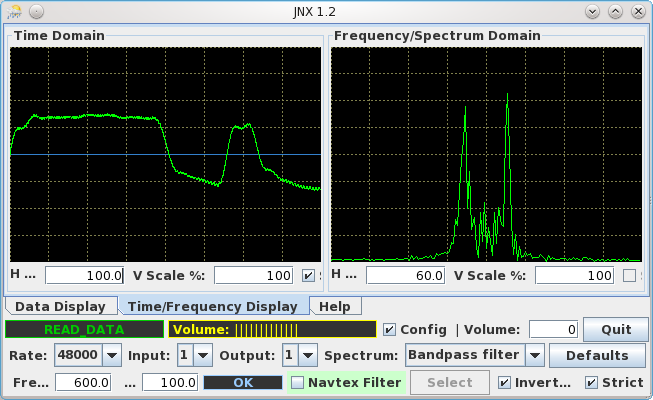 JNX 1.2
Time Domain
Frequency/Spectrum Domain
H ... 100.0 V Scale %: 100
H ... 60.0 V Scale %: 100
Data Display Time/Frequency Display Help
READ_DATA Volume: ||||||||||||| Config | Volume: 0 Quit
Rate: 48000 Input: 1 Output: 1 Spectrum: Bandpass filter Defaults
Fre... 600.0 ... 100.0 OK Navtex Filter Select Invert... Strict